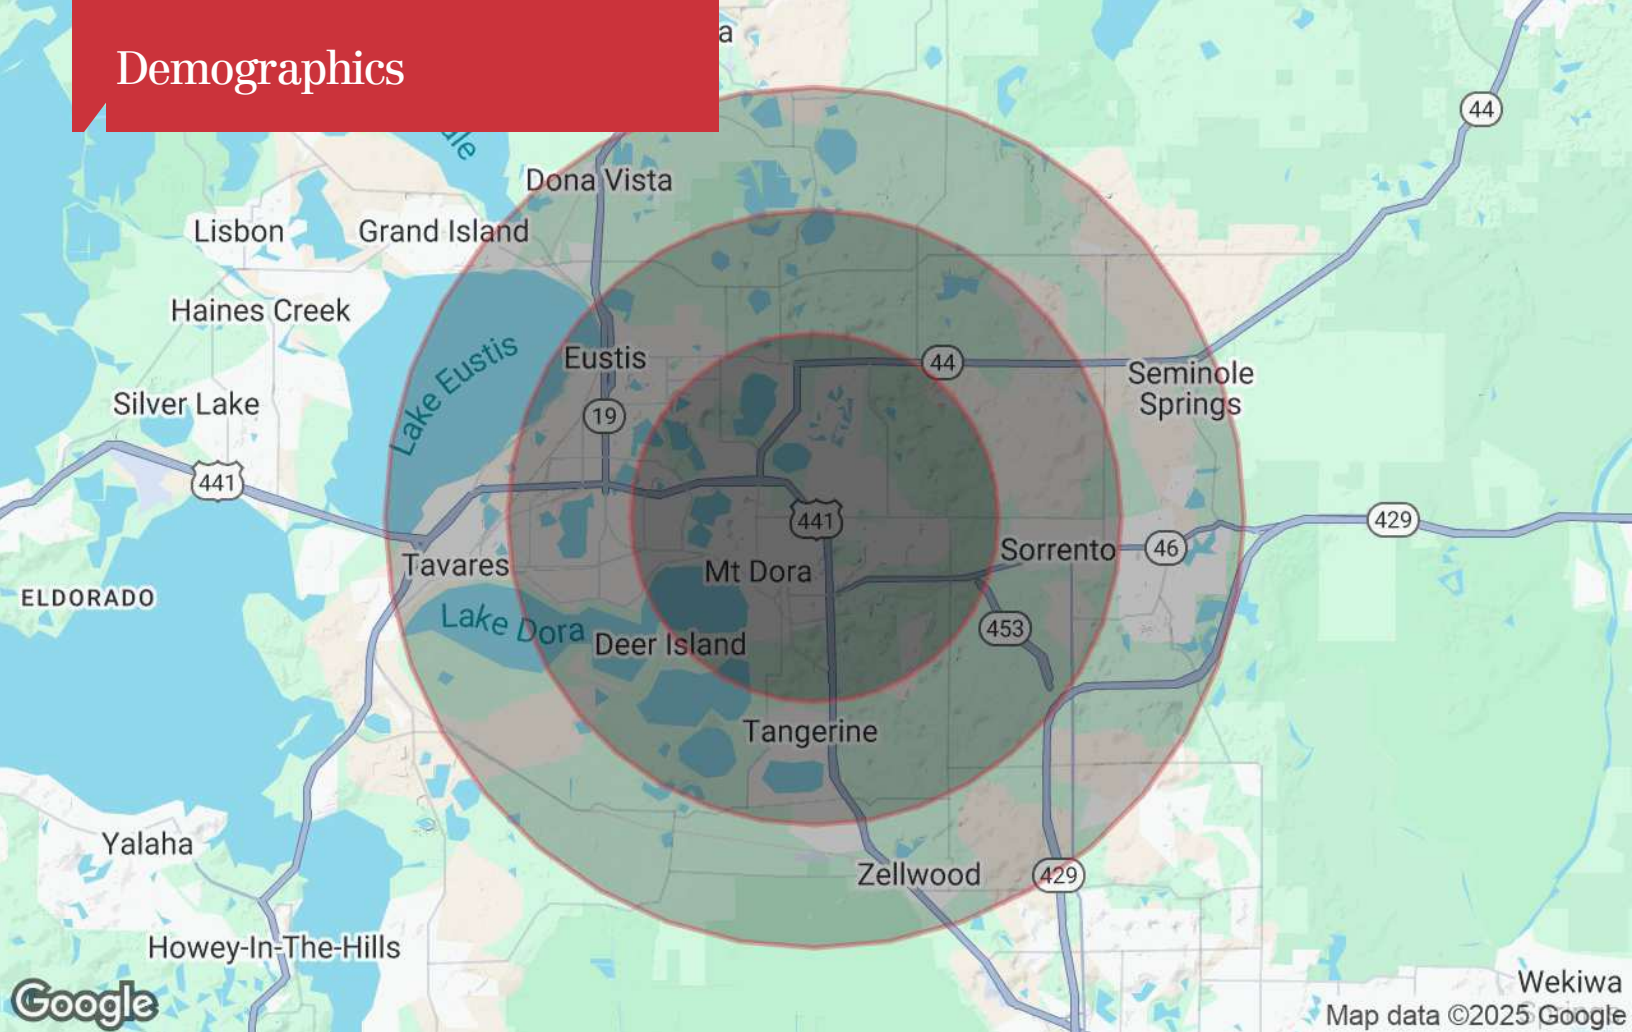 Demographics
a
ule
44
Dona Vista
Lisbon
Grand Island
Haines Creek
Lake Eustis
Eustis
44
Seminole
Springs
Silver Lake
19
441
441
429
Sorrento
46
Tavares
Mt Dora
ELDORADO
Lake Dora
453
Deer Island
Tangerine
Yalaha
Zellwood
429
Howey-In-The-Hills
Wekiwa
Springs
Google
Map data ©2025 Google